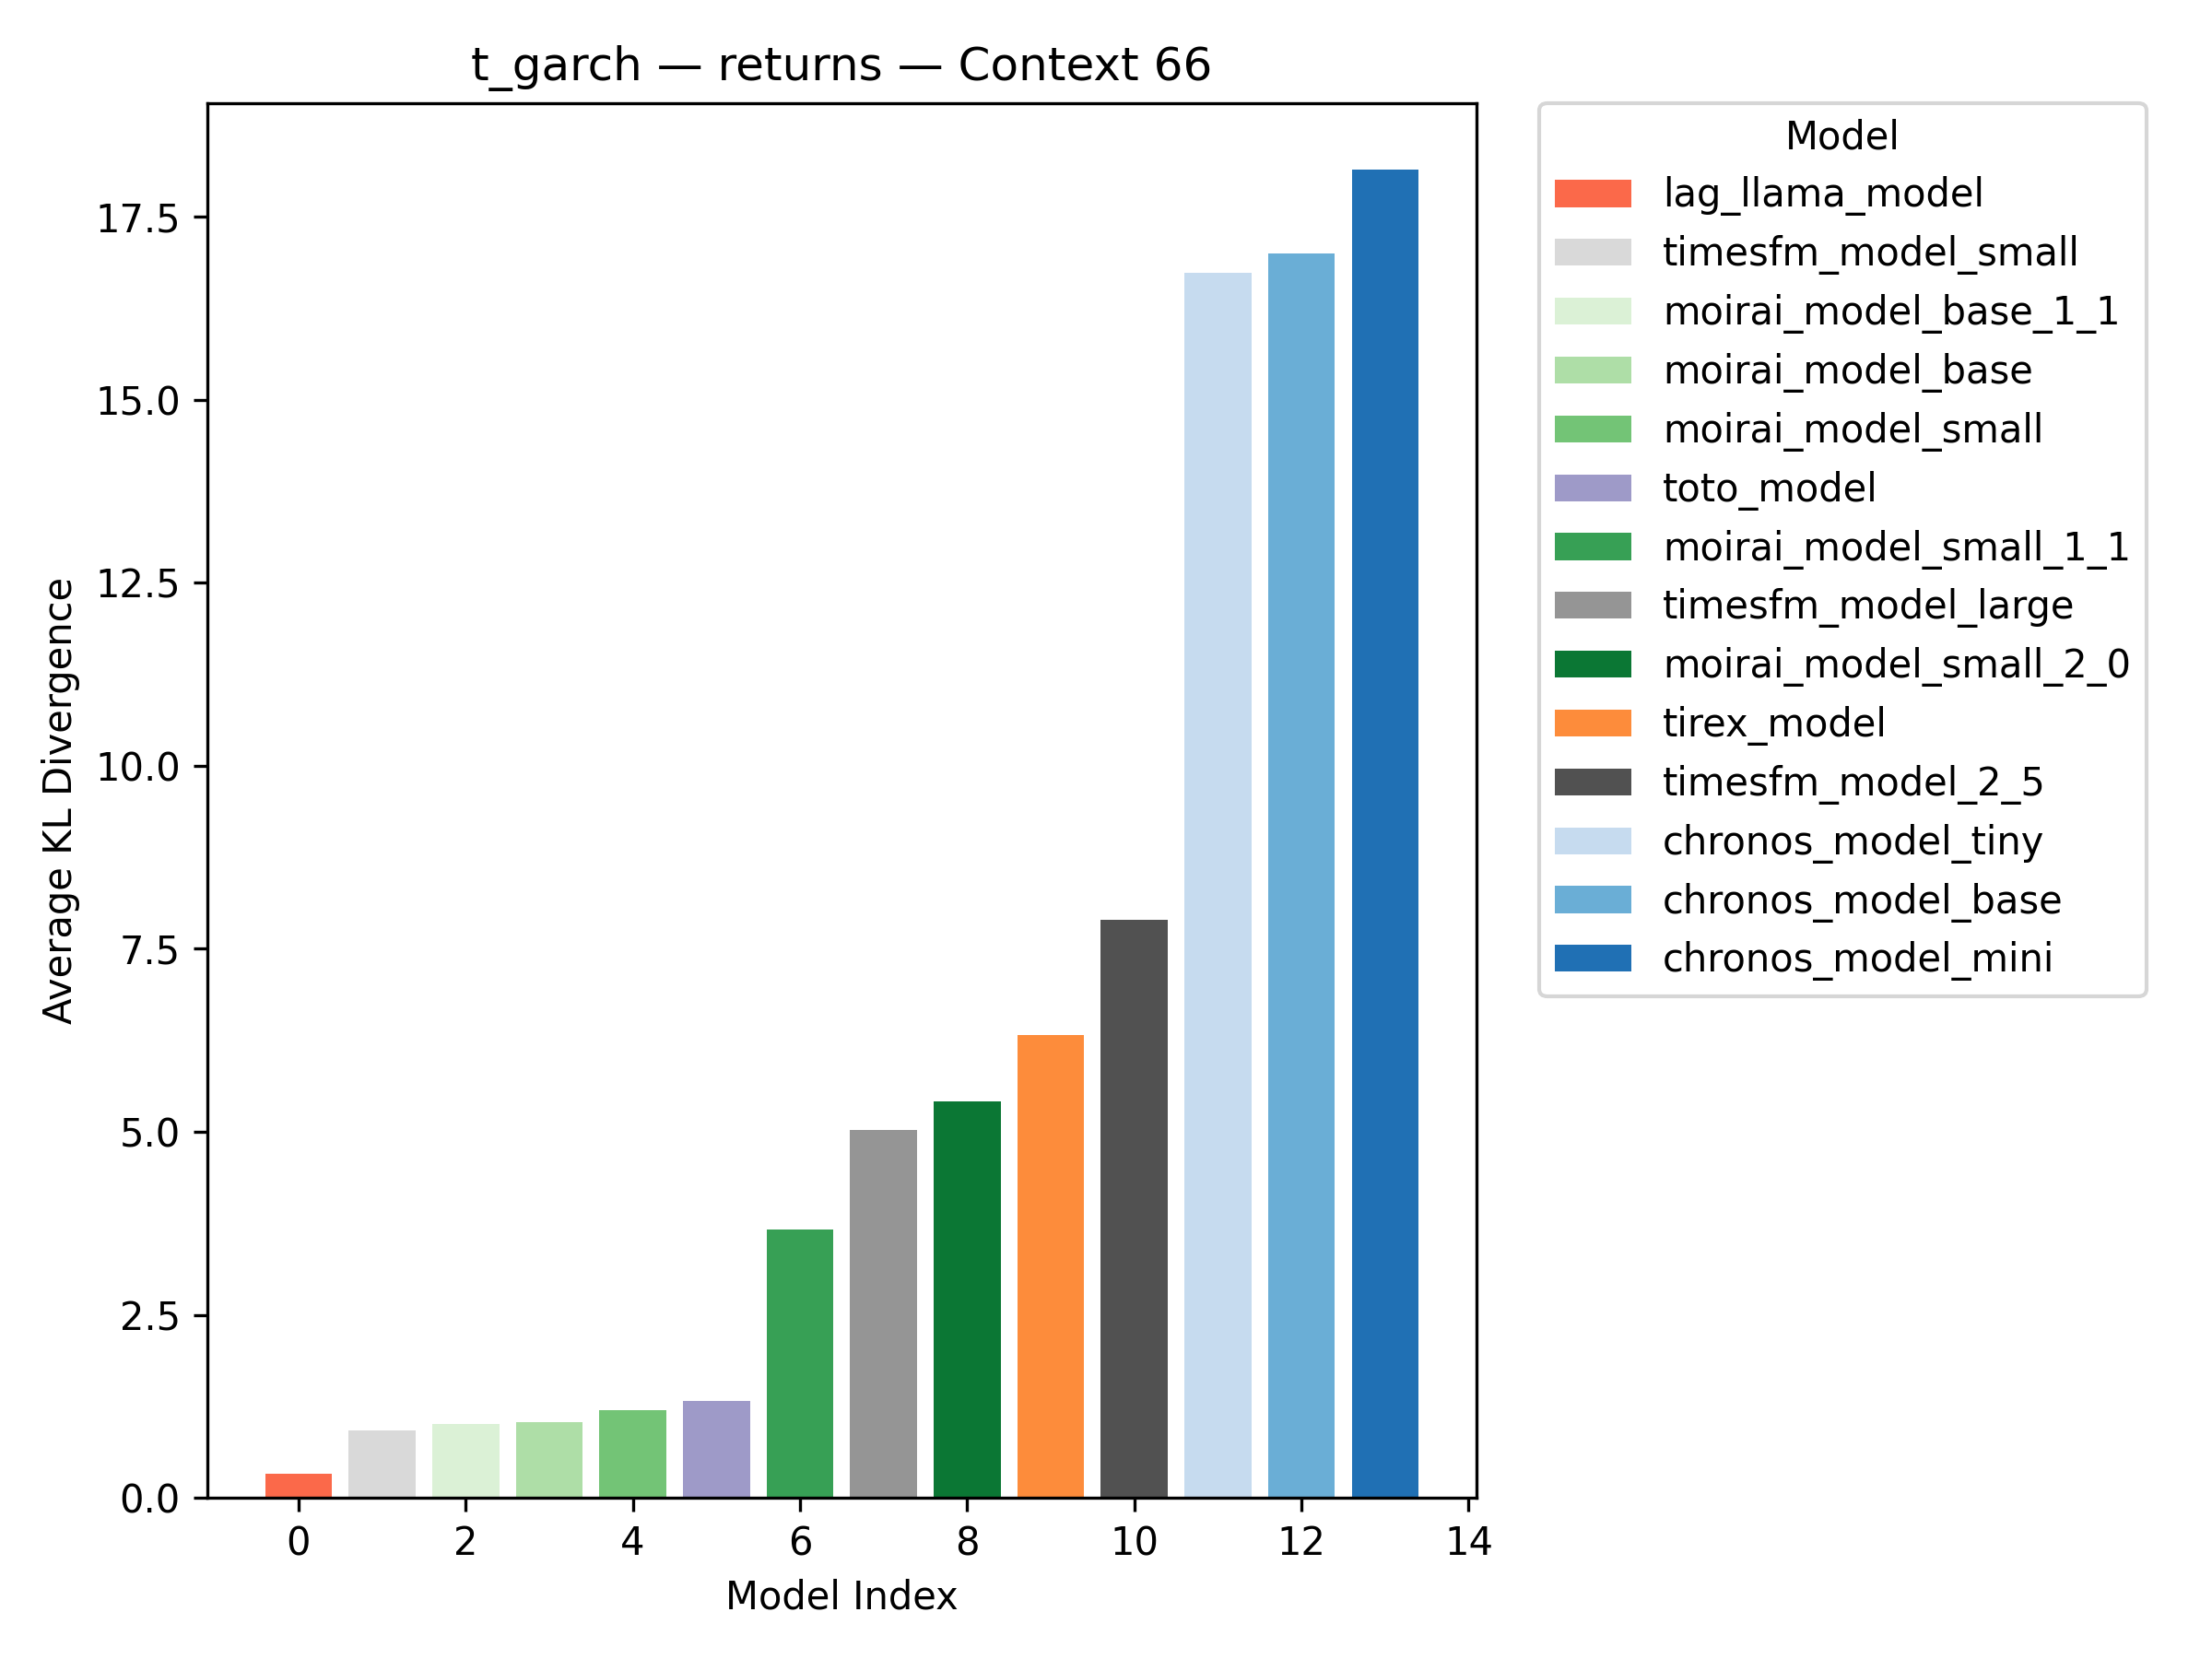 t_garch — returns — Context 66
Average KL Divergence
17.5
15.0
12.5
10.0
7.5
5.0
2.5
0.0
0 2 4 6 8 10 12 14
Model Index
Model
lag_llama_model
timesfm_model_small
moirai_model_base_1_1
moirai_model_base
moirai_model_small
toto_model
moirai_model_small_1_1
timesfm_model_large
moirai_model_small_2_0
tirex_model
timesfm_model_2_5
chronos_model_tiny
chronos_model_base
chronos_model_mini